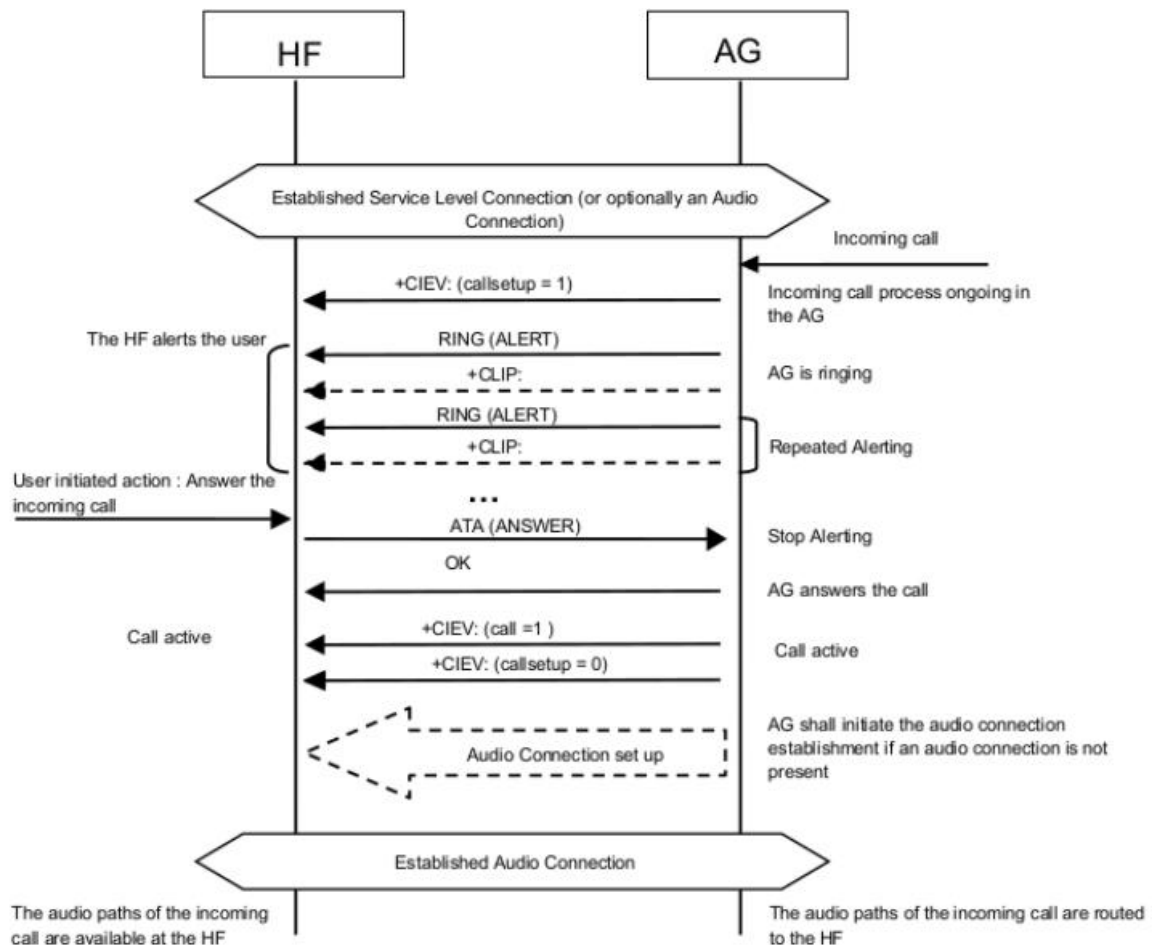 HF
AG
Established Service Level Connection (or optionally an Audio
Connection)
Incoming call
+CIEV: (callsetup = 1)
Incoming call process ongoing in
the AG
The HF alerts the user
RING (ALERT)
+CLIP:
AG is ringing
RING (ALERT)
+CLIP:
Repeated Alerting
User initiated action : Answer the
incoming call
...
ATA (ANSWER)
Stop Alerting
OK
AG answers the call
Call active
+CIEV: (call =1 )
Call active
+CIEV: (callsetup = 0)
AG shall initiate the audio connection
establishment if an audio connection is not
present
Audio Connection set up
Established Audio Connection
The audio paths of the incoming
call are available at the HF
The audio paths of the incoming call are routed
to the HF